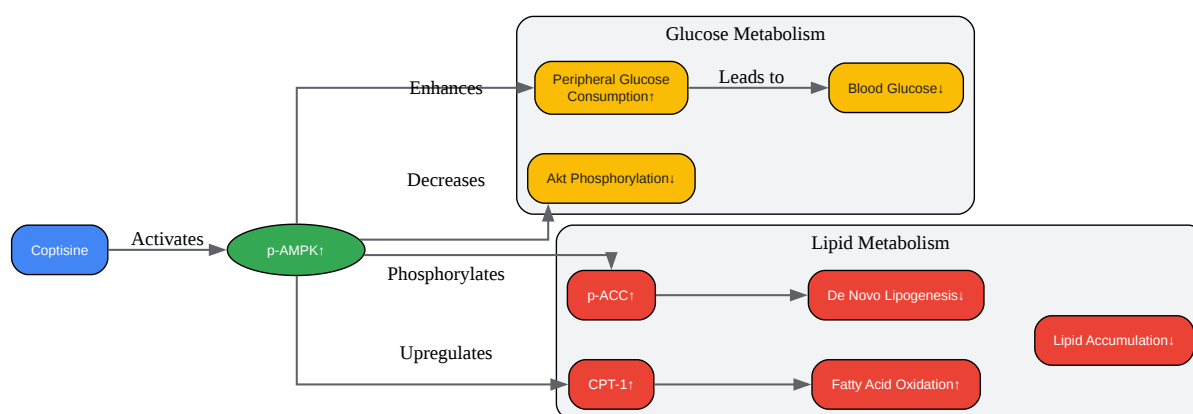 Glucose Metabolism
Enhances
Peripheral Glucose
Consumption↑
Leads to
Blood Glucose↓
Decreases
Akt Phosphorylation↓
Coptisine
Activates
p-AMPK↑
Lipid Metabolism
Phosphorylates
p-ACC↑
De Novo Lipogenesis↓
Lipid Accumulation↓
Upregulates
CPT-1↑
Fatty Acid Oxidation↑